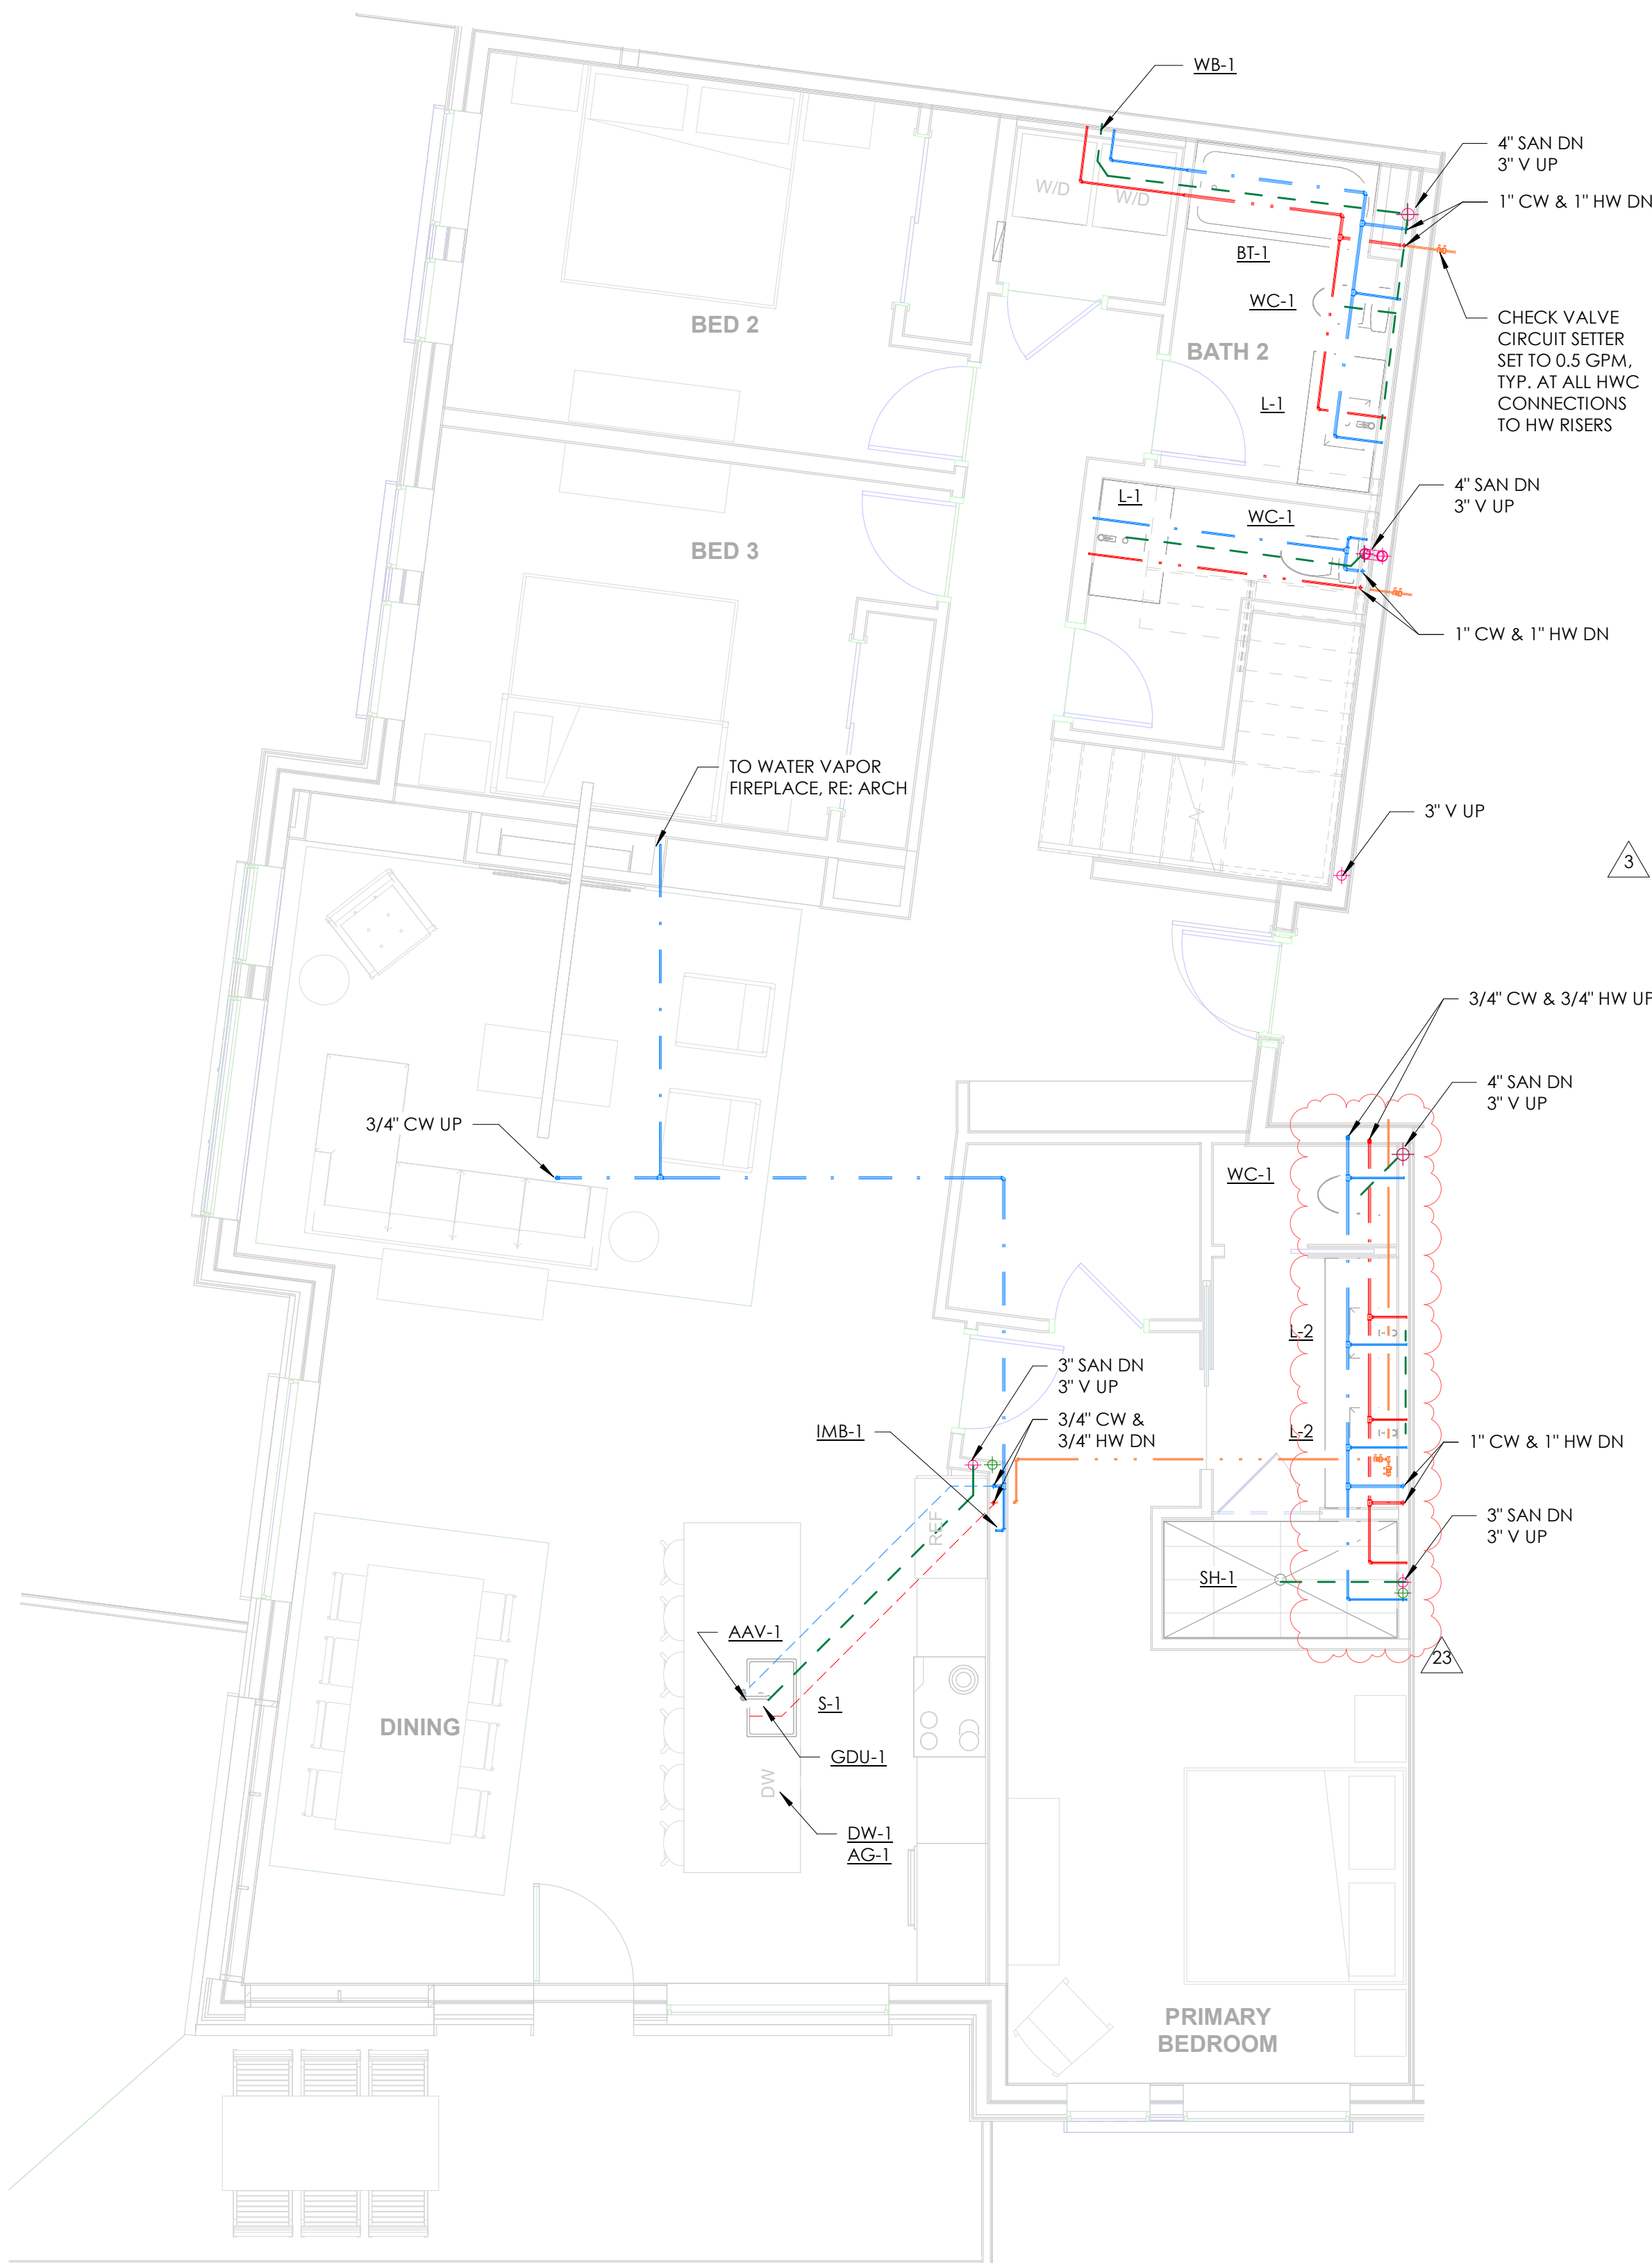 WB-1
4" SAN DN
3" V UP
1" CW & 1" HW DN
W/D
W/D
BT-1
WC-1
CHECK VALVE
CIRCUIT SETTER
SET TO 0.5 GPM,
TYP. AT ALL HWC
CONNECTIONS
TO HW RISERS
BED 2
BATH 2
L-1
4" SAN DN
3" V UP
L-1
WC-1
BED 3
1" CW & 1" HW DN
TO WATER VAPOR
FIREPLACE, RE: ARCH
3" V UP
3
3/4" CW & 3/4" HW UP
4" SAN DN
3" V UP
3/4" CW UP
WC-1
L-2
3" SAN DN
3" V UP
3/4" CW &
3/4" HW DN
IMB-1
L-2
1" CW & 1" HW DN
REF
3" SAN DN
3" V UP
SH-1
AAV-1
23
S-1
DINING
GDU-1
DW
DW-1
AG-1
PRIMARY
BEDROOM